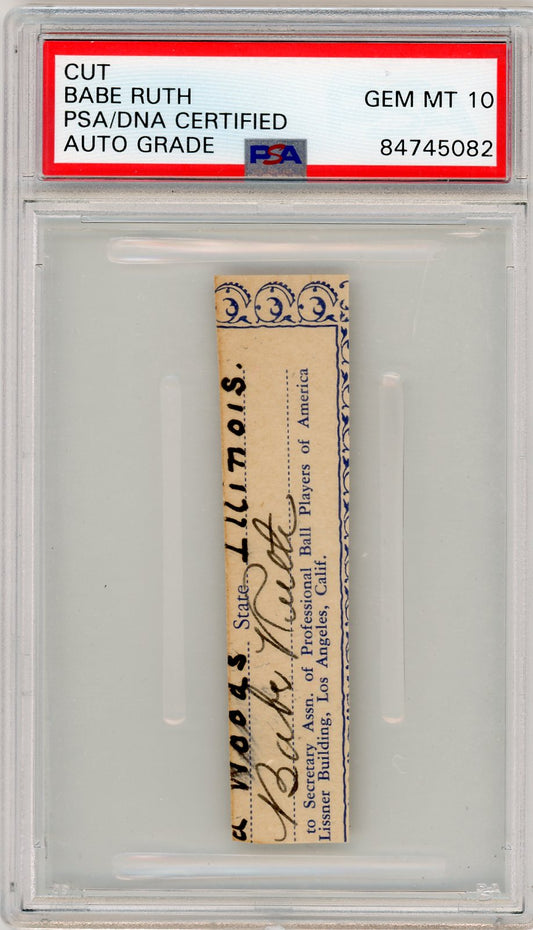 CUT
BABE RUTH
PSA/DNA CERTIFIED
AUTO GRADE
GEM MT 10
84745082
PSA
a Woods State Illinois.
Babe Ruth
to Secretary Assn. of Professional Ball Players of America
Lissner Building, Los Angeles, Calif.